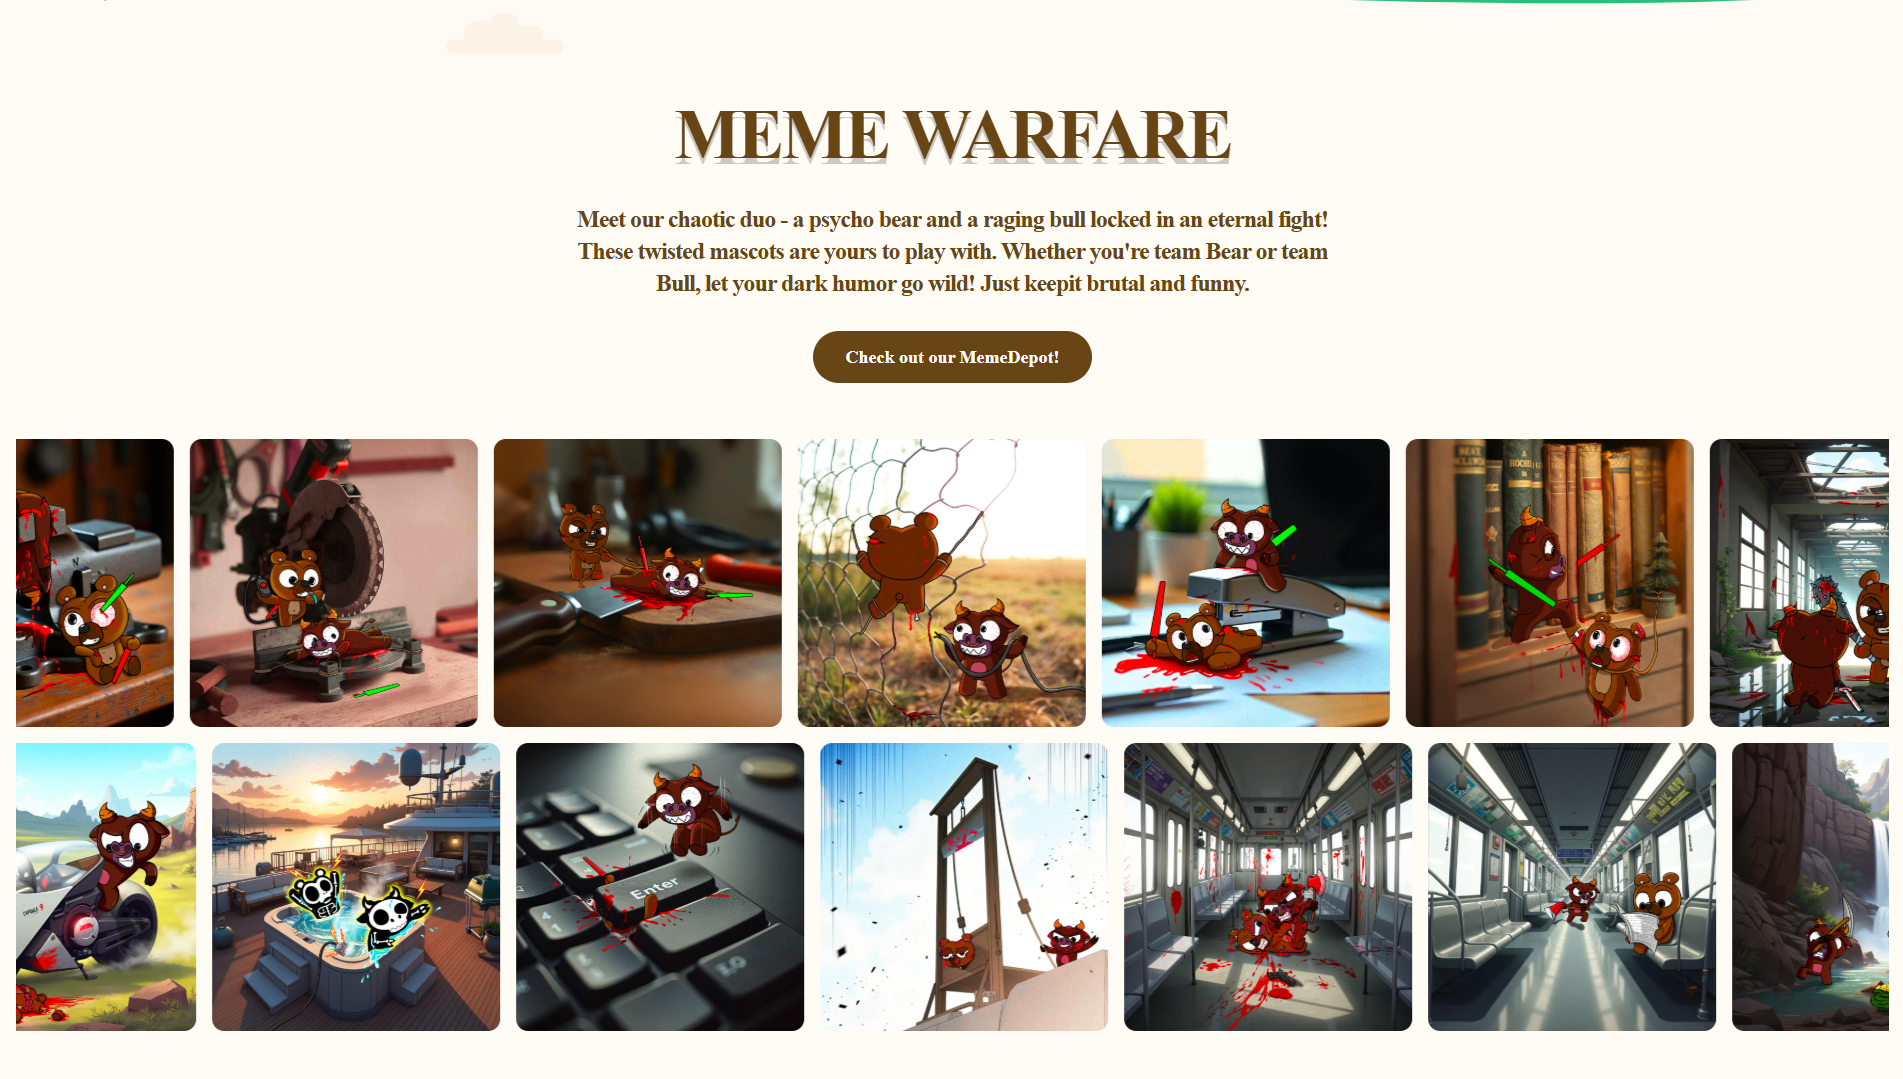 MEME WARFARE
Meet our chaotic duo - a psycho bear and a raging bull locked in an eternal fight!
These twisted mascots are yours to play with. Whether you're team Bear or team
Bull, let your dark humor go wild! Just keepit brutal and funny.
Check out our MemeDepot!
Enter